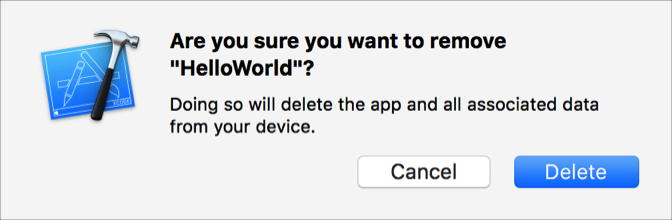 Are you sure you want to remove
"HelloWorld"?
Doing so will delete the app and all associated data
from your device.
Cancel
Delete